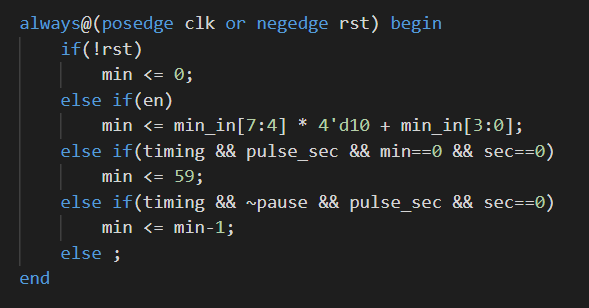 always@(posedge clk or negedge rst) begin
    if(!rst)
        min <= 0;
    else if(en)
        min <= min_in[7:4] * 4'd10 + min_in[3:0];
    else if(timing && pulse_sec && min==0 && sec==0)
        min <= 59;
    else if(timing && ~pause && pulse_sec && sec==0)
        min <= min-1;
    else ;
end